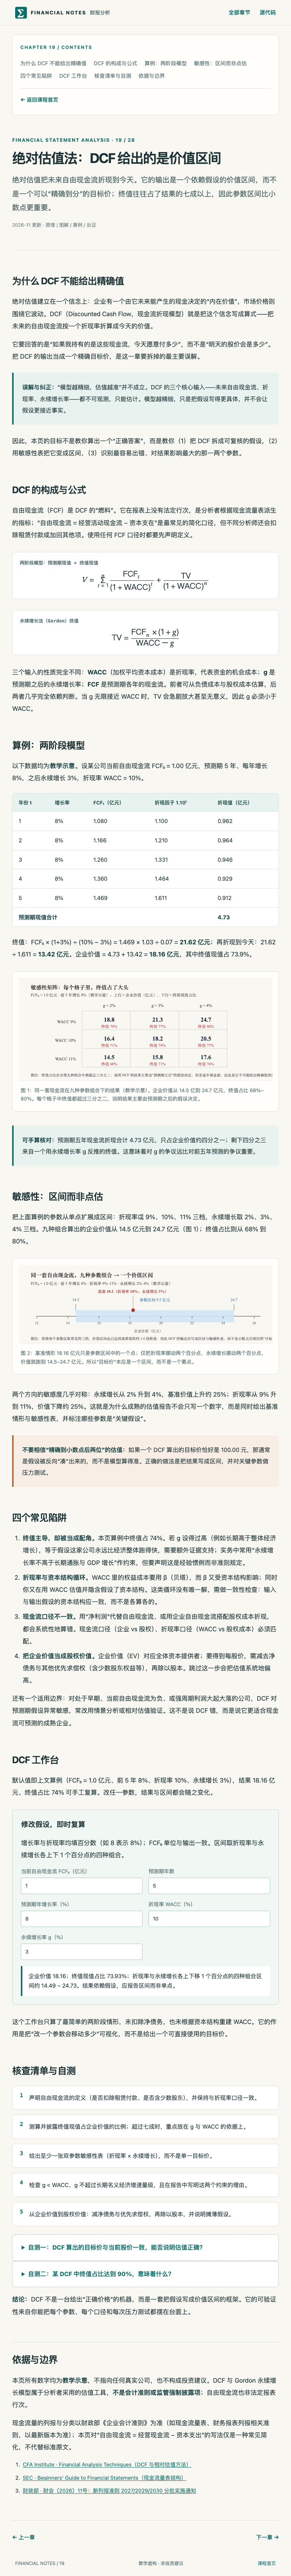 FINANCIAL NOTES 财报分析
全部章节 源代码
CHAPTER 19 / CONTENTS
为什么 DCF 不能给出精确值 DCF 的构成与公式 算例：两阶段模型 敏感性：区间而非点估
四个常见陷阱 DCF 工作台 核查清单与自测 依据与边界
← 返回课程首页
FINANCIAL STATEMENT ANALYSIS · 19 / 28
绝对估值法：DCF 给出的是价值区间
绝对估值把未来自由现金流折现到今天。它的输出是一个依赖假设的价值区间，而不是一个可以“精确到分”的目标价；终值往往占了结果的七成以上，因此参数区间比小数点更重要。
为什么 DCF 不能给出精确值
绝对估值建立在一个信念上：企业有一个由它未来能产生的现金决定的“内在价值”，市场价格则围绕它波动。DCF（Discounted Cash Flow，现金流折现模型）就是把这个信念写成算式——把未来的自由现金流按一个折现率折算成今天的价值。
它要回答的是“如果我持有的是这些现金流，今天愿意付多少”，而不是“明天的股价会是多少”。把 DCF 的输出当成一个精确目标价，是这一章要拆掉的最主要误解。
误解与纠正：“模型越精细，估值越准”并不成立。DCF 的三个核心输入——未来自由现金流、折现率、永续增长率——都不可观测，只能估计。模型越精细，只是把假设写得更具体，并不会让假设更接近事实。
因此，本页的目标不是教你算出一个“正确答案”，而是教你（1）把 DCF 拆成可复核的假设，（2）用敏感性表把它变成区间，（3）识别最容易出错、对结果影响最大的那一两个参数。
DCF 的构成与公式
自由现金流（FCF）是 DCF 的“燃料”。它在报表上没有法定行次，是分析者根据现金流量表派生的指标；“自由现金流 = 经营活动现金流 − 资本支出”是最常见的简化口径，但不同分析师还会扣除租赁付款或加回其他项。使用任何 FCF 口径时都要先声明定义。
两阶段模型：预测期现值 + 终值现值
V = Σ FCFt / (1 + WACC)^t + TV / (1 + WACC)^n
永续增长法（Gordon）终值
TV = FCFn × (1 + g) / WACC − g
三个输入的性质完全不同：WACC（加权平均资本成本）是折现率，代表资金的机会成本；g 是预测期之后的永续增长率；FCF 是预测期各年的现金流。前者可从负债成本与股权成本估算，后两者几乎完全依赖判断。当 g 无限接近 WACC 时，TV 会急剧放大甚至无意义，因此 g 必须小于 WACC。
算例：两阶段模型
以下数据均为教学示意。设某公司当前自由现金流 FCF₀ = 1.00 亿元，预测期 5 年、每年增长 8%，之后永续增长 3%，折现率 WACC = 10%。
年份 t 增长率 FCFₜ（亿元） 折现因子 1.10ᵗ 折现值（亿元）
1 8% 1.080 1.100 0.982
2 8% 1.166 1.210 0.964
3 8% 1.260 1.331 0.946
4 8% 1.360 1.464 0.929
5 8% 1.469 1.611 0.912
预测期现值合计 4.73
终值：FCF₅ × (1+3%) ÷ (10% − 3%) = 1.469 × 1.03 ÷ 0.07 = 21.62 亿元；再折现到今天：21.62 ÷ 1.611 = 13.42 亿元。企业价值 = 4.73 + 13.42 = 18.16 亿元，其中终值现值占 73.9%。
敏感性矩阵：每个格子里，终值占了大头
g = 2% g = 3% g = 4%
WACC 9% 18.8 21.3 24.7
WACC 10% 16.4 18.2 20.5
WACC 11% 14.5 15.8 17.6
图 1：同一套自由现金流在九种参数组合下的结果（教学示意）。企业价值从 14.5 亿到 24.7 亿元，终值占比 68%–80%。每个格子中终值都超过三分之二，说明结果主要由预测期之后的假设决定。
可手算核对：预测期五年现金流折现合计 4.73 亿元，只占企业价值的四分之一；剩下四分之三来自一个用永续增长率 g 反推的终值。这意味着对 g 的争议远比对前五年预测的争议重要。
敏感性：区间而非点估
把上面算例的参数从单点扩展成区间：折现率戓 9%、10%、11% 三档，永续增长取 2%、3%、4% 三档。九种组合算出的企业价值从 14.5 亿元到 24.7 亿元（图 1）；终值占比则从 68% 到 80%。
同一套自由现金流，九种参数组合 → 一个价值区间
14.5
24.7
图 2：基准情形 18.16 亿元只是参数区间中的一个点；仅把折现率挪动两个百分点、永续增长挪动两个百分点，价值就跑到 14.5–24.7 亿元。所以“目标价”本应是一个区间，而不是一个要点。
两个方向的敏感度几乎对称：永续增长从 2% 升到 4%，基准价值上升约 25%；折现率从 9% 升到 11%，价值下降约 25%。这就是为什么成熟的估值报告不会只写一个数字，而是同时给出基准情形与敏感性表，并标注哪些参数是“关键假设”。
不要相信“精确到小数点后两位”的估值：如果一个 DCF 算出的目标价恰好是 100.00 元，那通常是假设被反向“凑”出来的，而不是模型算得准。正确的做法是把结果写成区间，并对关键参数做压力测试。
四个常见陷阱
1. 终值主导，却被当成配角。本页算例中终值占 74%。若 g 设得过高（例如长期高于整体经济增长），等于假设这家公司永远比经济整体跑得快，需要额外证据支持；实务中常用“永续增长率不高于长期通胀与 GDP 增长”作约束，但要声明这是经验惯例而非准则规定。
2. 折现率与资本结构循环。WACC 里的权益成本要用 β（贝塔），而 β 又受资本结构影响；同时你又在用 WACC 估值并隐含假设了资本结构。这类循环没有唯一解，需做一致性检查：输入与输出假设的资本结构应一致，而不是各算各的。
3. 现金流口径不一致。用“净利润”代替自由现金流，或用企业自由现金流搭配股权成本折现，都会系统性地算错。现金流口径（企业 vs 股权）、折现率口径（WACC vs 股权成本）必须匹配。
4. 把企业价值当成股权价值。企业价值（EV）对应全体资本提供者；要得到每股价，需减去净债务与其他优先求偿权（含少数股东权益等），再除以股本。跳过这一步会把估值系统地偏高。
还有一个适用边界：对处于早期、当前自由现金流为负、或强周期利润大起大落的公司，DCF 对预测期假设异常敏感，常改用情景分析或相对估值验证。这不是说 DCF 错，而是说它更适合现金流可预测的成熟企业。
DCF 工作台
默认值即上文算例（FCF₀ = 1.0 亿元，前 5 年 8%、折现率 10%、永续增长 3%），结果 18.16 亿元、终值占比 74% 可手工复算。改任一参数，结果与区间都会随之变化。
修改假设，即时复算
增长率与折现率均填百分数（如 8 表示 8%）；FCF₀ 单位与输出一致。区间取折现率与永续增长各上下 1 个百分点的四种组合。
当前自由现金流 FCF₀（亿元） 预测期年数
1 5
预测期年增长率（%） 折现率 WACC（%）
8 10
永续增长率 g（%）
3
企业价值 18.16；终值现值占比 73.93%；折现率与永续增长各上下移 1 个百分点的四种组合区间约 14.49 ~ 24.73。结果依赖假设，应报告区间而非单点。
这个工作台只算了最简单的两阶段情形，未扣除净债务，也未根据资本结构重建 WACC。它的作用是把“改一个参数会移动多少”可视化，而不是给出一个可直接使用的目标价。
核查清单与自测
1 声明自由现金流的定义（是否扣除租赁付款、是否含少数股东），并保持与折现率口径一致。
2 测算并披露终值现值占企业价值的比例；超过七成时，重点放在 g 与 WACC 的依据上。
3 给出至少一张双参数敏感性表（折现率 × 永续增长），而不是单一目标价。
4 检查 g < WACC、g 不超过长期名义经济增速量级，且在报告中写明这两个约束的理由。
5 从企业价值到股权价值：减净债务与优先求偿权，再除以股本，并说明摊薄假设。
▶ 自测一：DCF 算出的目标价与当前股价一致，能否说明估值正确？
▶ 自测二：某 DCF 中终值占比达到 90%，意味着什么？
结论：DCF 不是一台给出“正确价格”的机器，而是一套把假设写成价值区间的框架。它的可验证性来自你能把每个参数、每个口径和每次压力测试都摆在台面上。
依据与边界
本页所有数字均为教学示意，不指向任何真实公司，也不构成投资建议。DCF 与 Gordon 永续增长模型属于分析者采用的估值工具，不是会计准则或监管强制披露项；自由现金流也非法定报表行次。
现金流量的列报与分类以财政部《企业会计准则》为准（如现金流量表、财务报表列报相关准则，以最新版本为准）；本页对“自由现金流 = 经营现金流 − 资本支出”的写法仅是一种常见简化，不代替标准原文。
1. CFA Institute · Financial Analysis Techniques（DCF 与相对估值方法）
2. SEC · Beginners' Guide to Financial Statements（现金流量表结构）
3. 财政部 · 财会〔2026〕11号：新列报准则 2027/2029/2030 分批实施通知
← 上一章
下一章 →
FINANCIAL NOTES / 19
教学虚构 · 非投资建议
课程首页